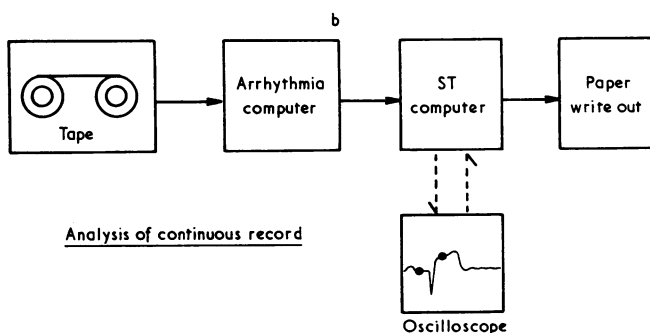 b
Tape
Arrhythmia
computer
ST
computer
Paper
write out
Analysis of continuous record
Oscilloscope